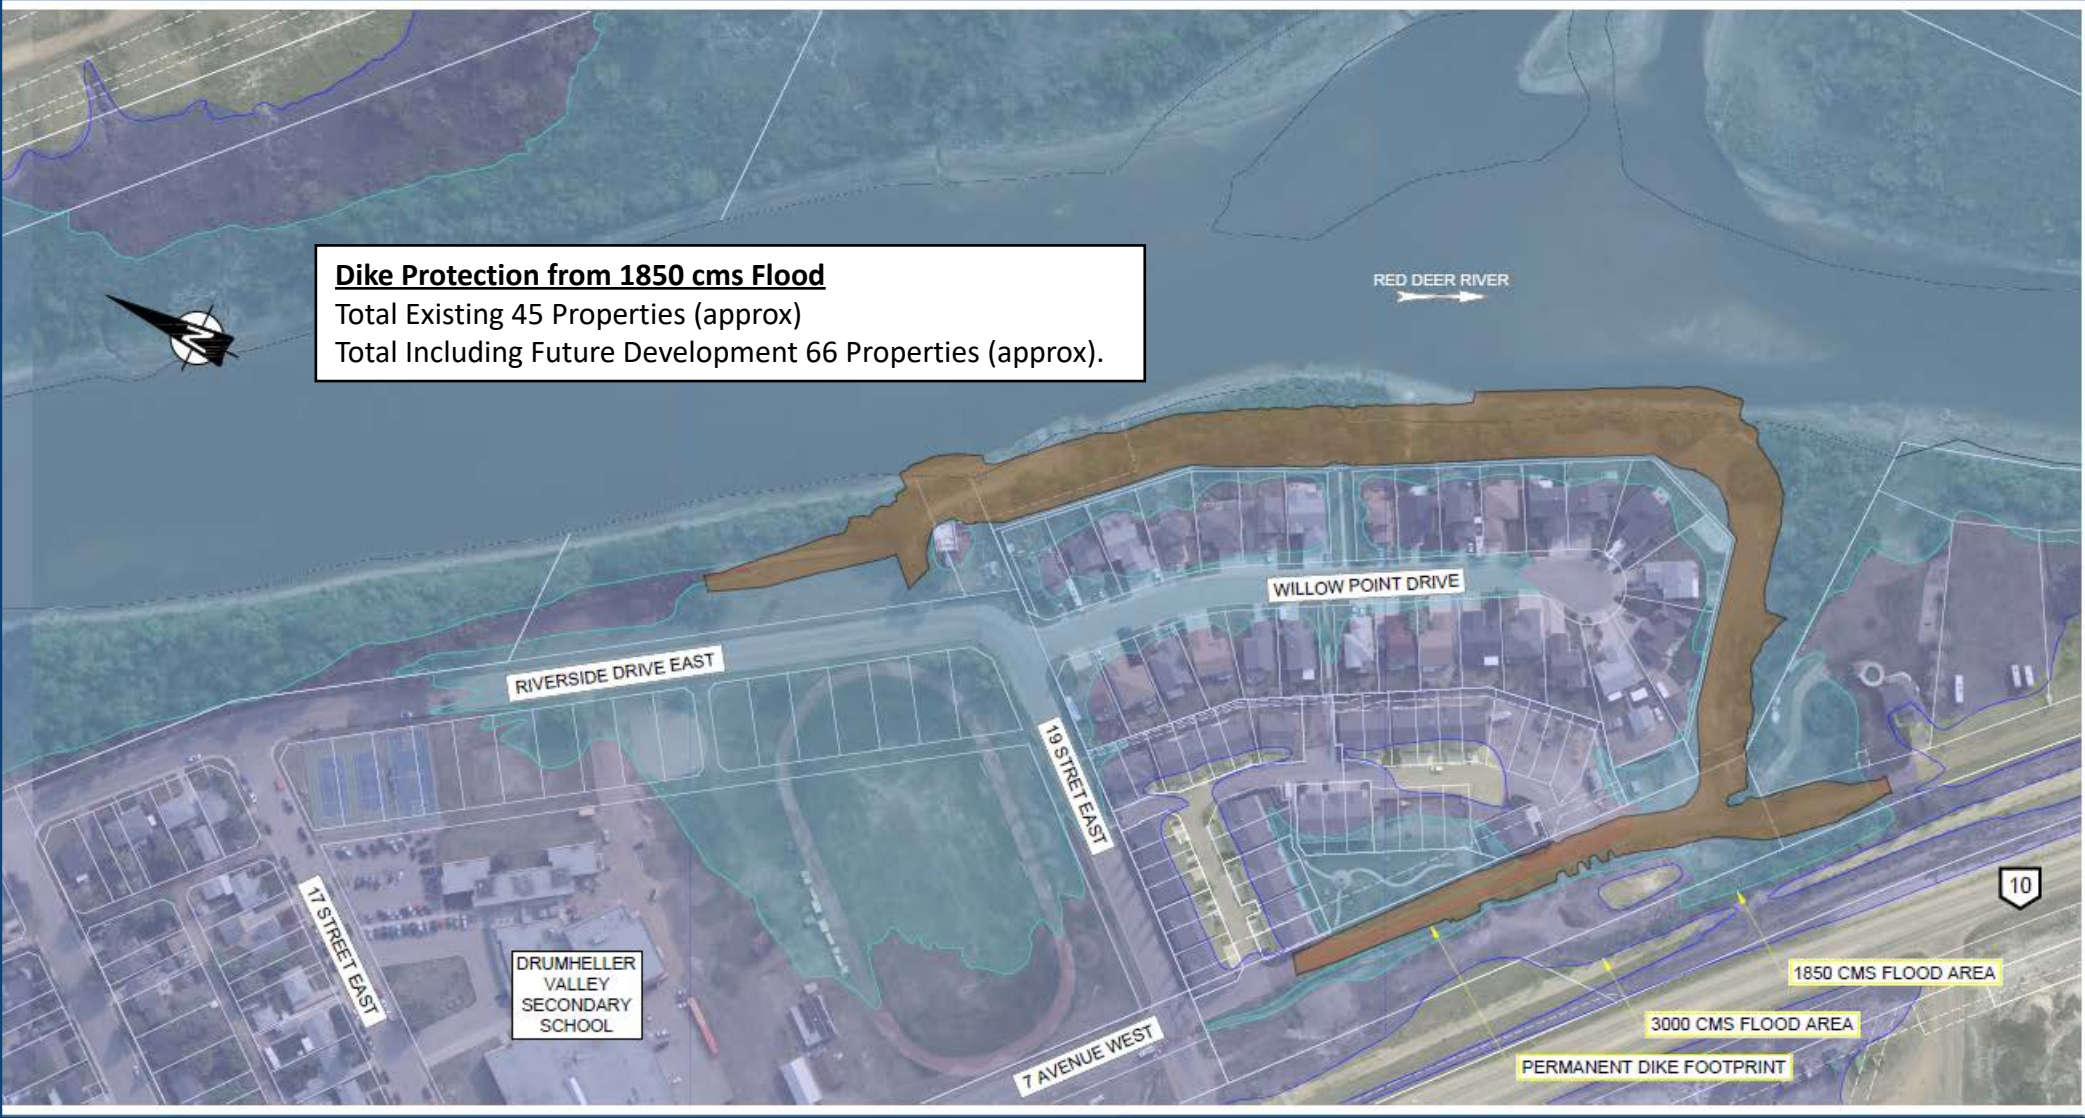 Dike Protection from 1850 cms Flood
Total Existing 45 Properties (approx)
Total Including Future Development 66 Properties (approx).
RED DEER RIVER
WILLOW POINT DRIVE
RIVERSIDE DRIVE EAST
19 STRET EAST
17 STREET EAST
DRUMHELLER
VALLEY
SECONDARY
SCHOOL
7 AVENUE WEST
10
1850 CMS FLOOD AREA
3000 CMS FLOOD AREA
PERMANENT DIKE FOOTPRINT